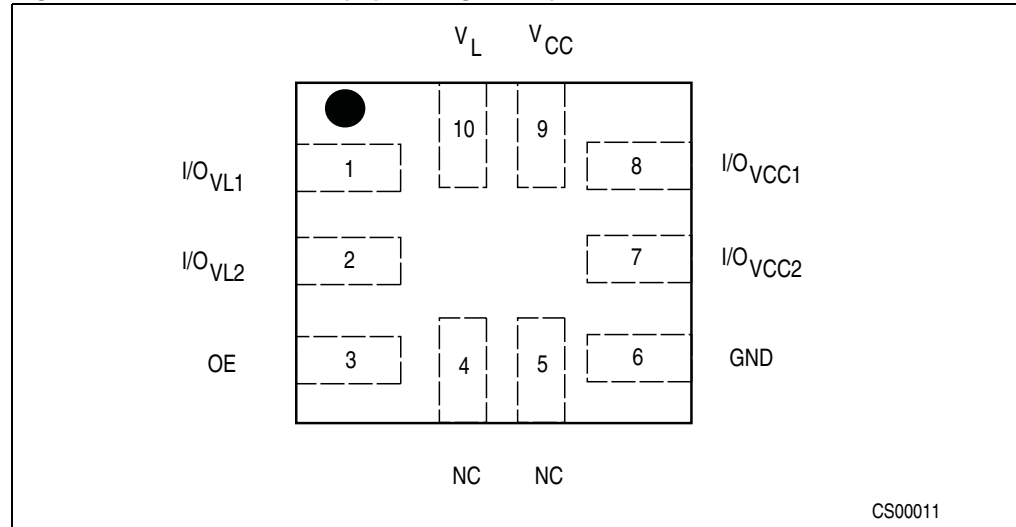 V_L V_CC
10 9
I/O_VL1 1 8 I/O_VCC1
I/O_VL2 2 7 I/O_VCC2
OE 3 4 5 6 GND
NC NC
CS00011